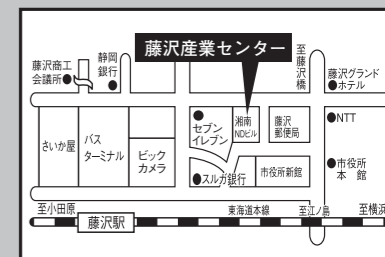 藤沢産業センター
藤沢商工
会議所
静岡
銀行
至藤沢橋
藤沢グランド
ホテル
さいか屋
バス
ターミナル
ビック
カメラ
セブン
イレブン
湘南
NDビル
藤沢
郵便局
NTT
スルガ銀行
市役所新館
市役所
本館
至小田原
藤沢駅
東海道本線
至江ノ島
至横浜